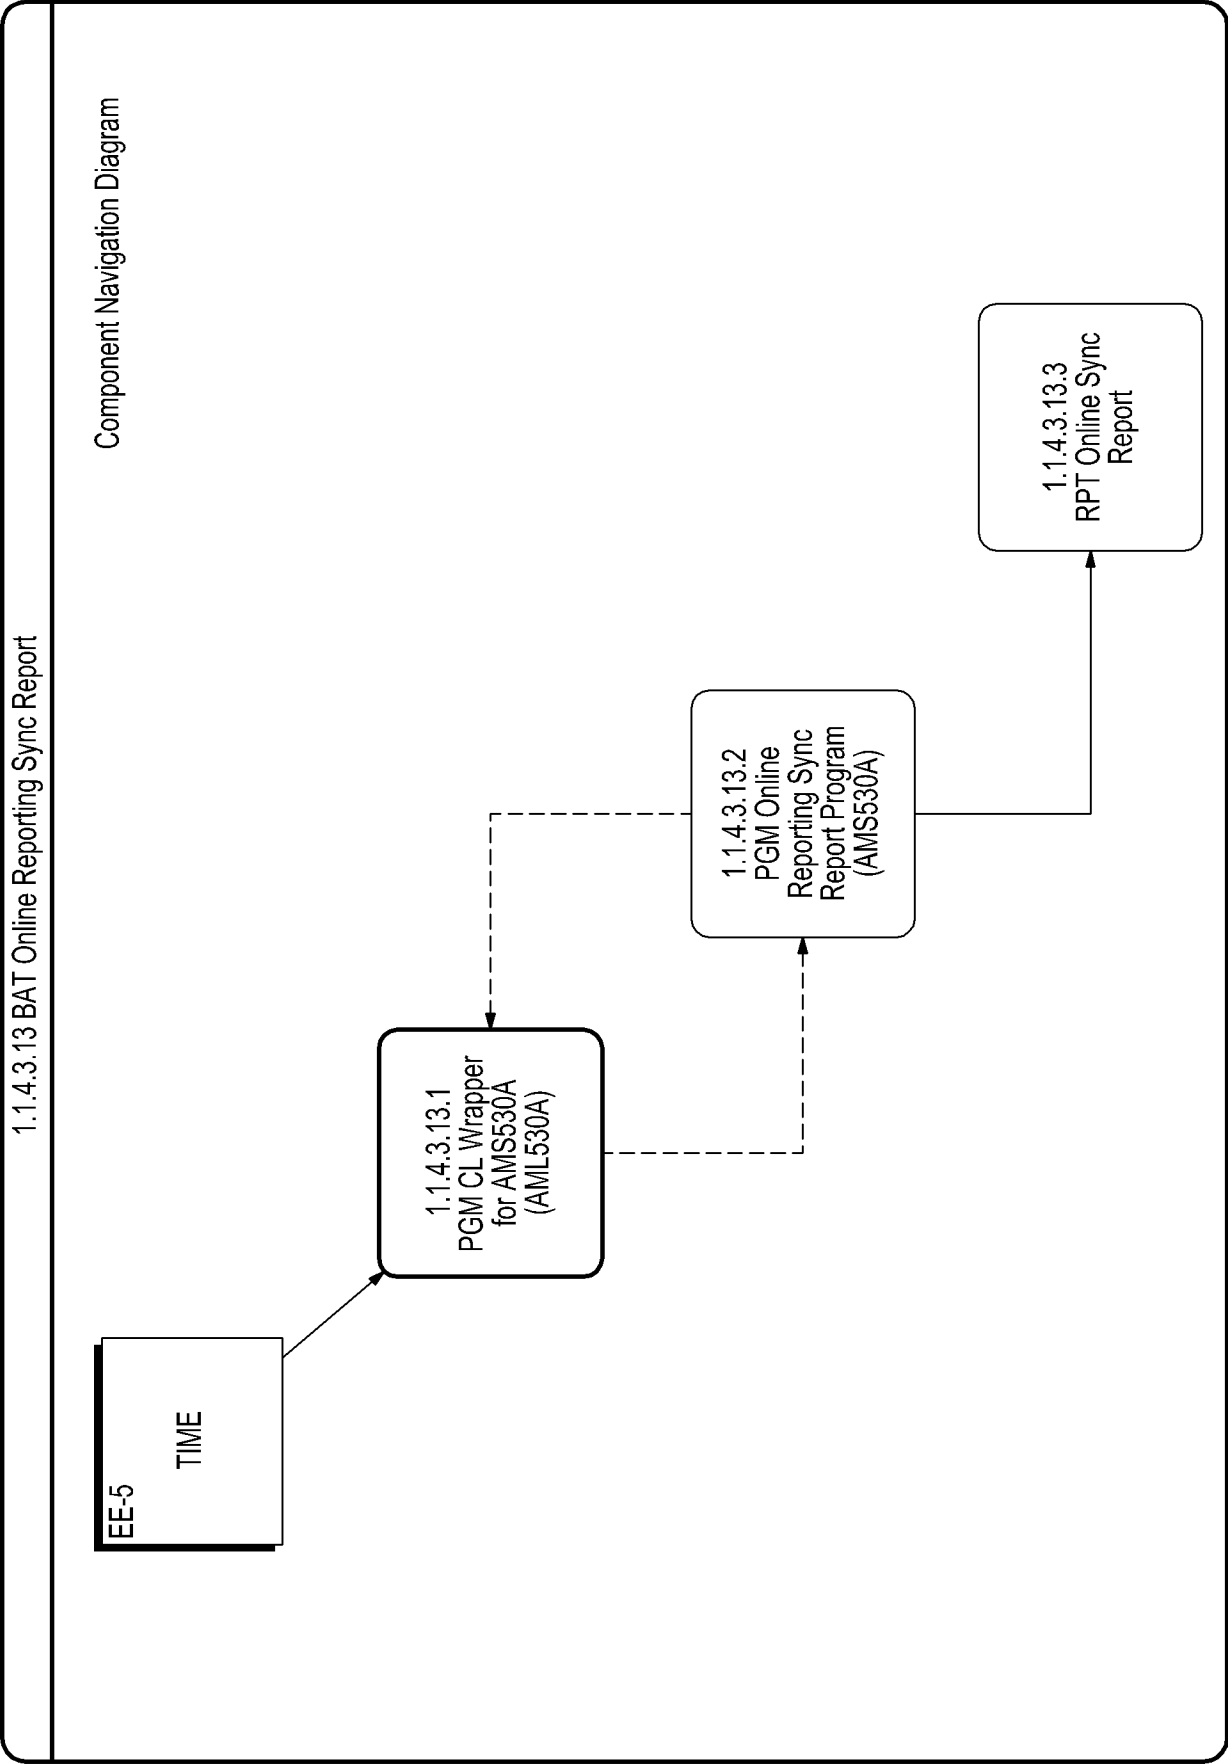 1.1.4.3.13 BAT Online Reporting Sync Report
Component Navigation Diagram
EE-5
TIME
1.1.4.3.13.1
PGM CL Wrapper
for AMS530A
(AML530A)
1.1.4.3.13.2
PGM Online
Reporting Sync
Report Program
(AMS530A)
1.1.4.3.13.3
RPT Online Sync
Report